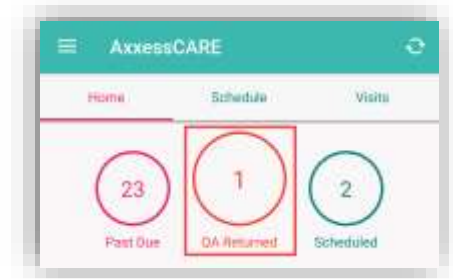 AxxessCARE
Home Schedule Visits
23 1 2
Past Due QA Returned Scheduled